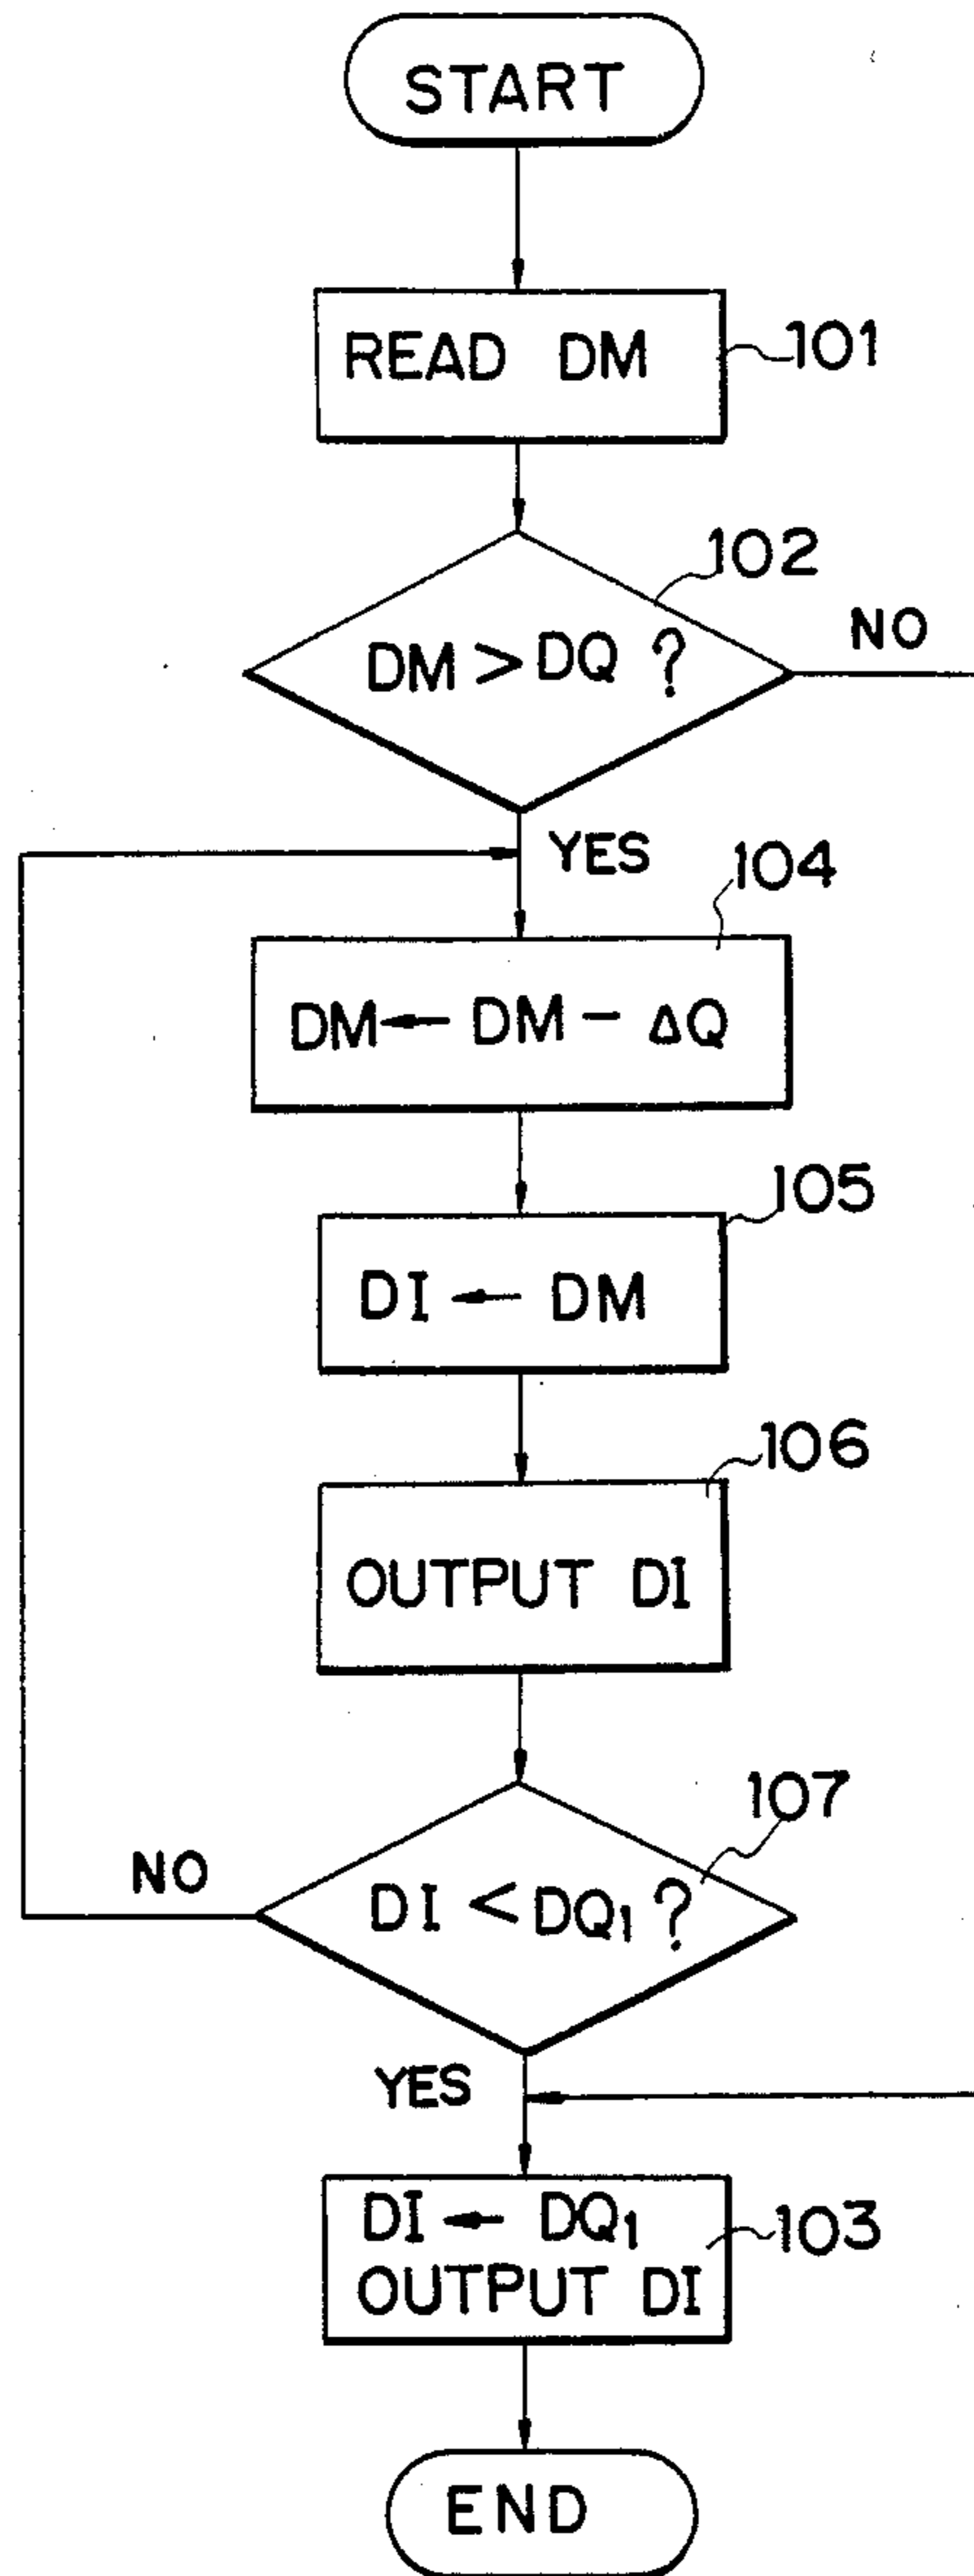 START
READ DM
101
102
DM > DQ ?
NO
YES
104
DM ← DM - ΔQ
105
DI ← DM
106
OUTPUT DI
107
NO
DI < DQ₁ ?
YES
DI ← DQ₁
OUTPUT DI
103
END